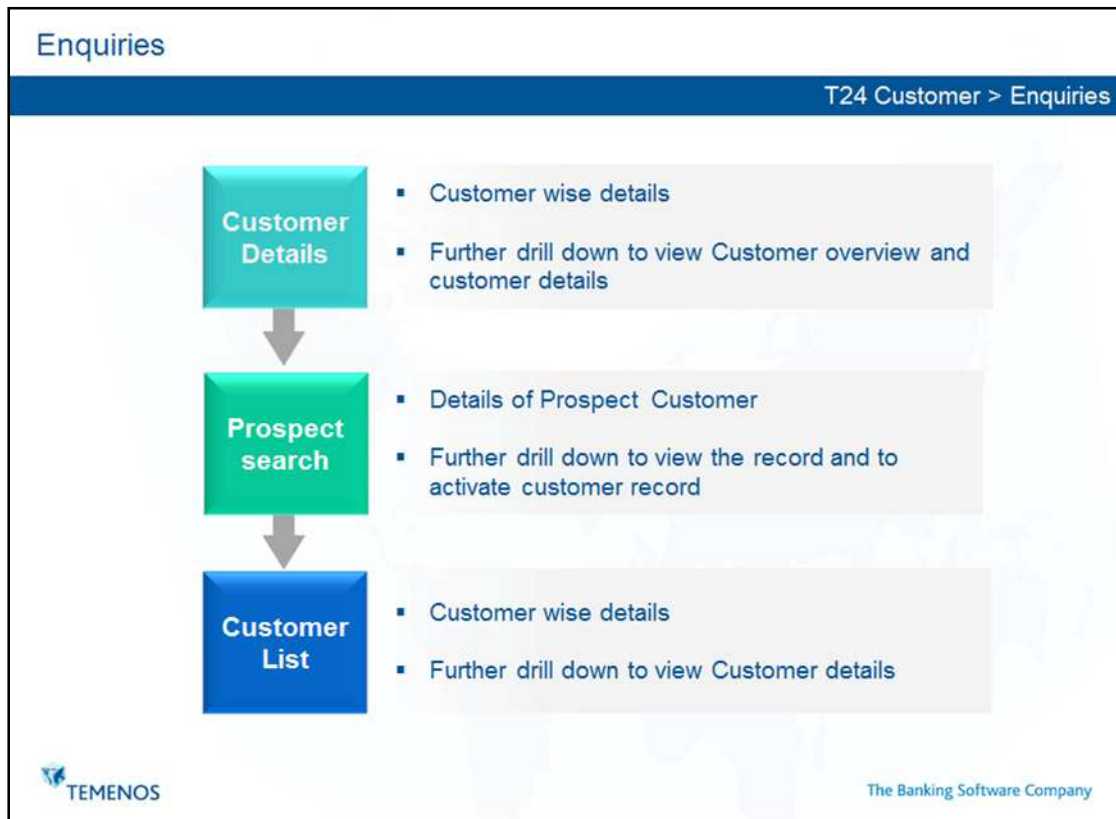 Enquiries
T24 Customer > Enquiries
Customer
Details
▪ Customer wise details
▪ Further drill down to view Customer overview and
customer details
Prospect
search
▪ Details of Prospect Customer
▪ Further drill down to view the record and to
activate customer record
Customer
List
▪ Customer wise details
▪ Further drill down to view Customer details
TEMENOS
The Banking Software Company